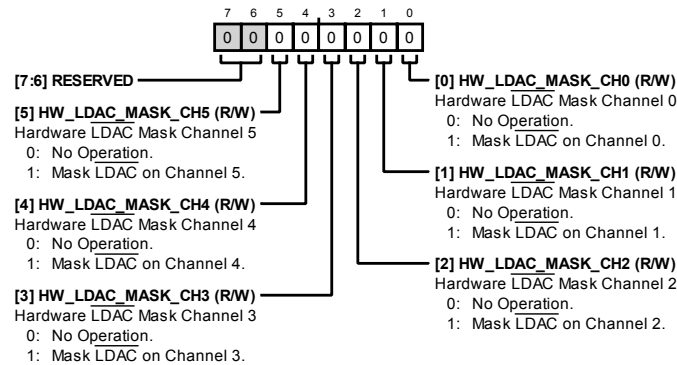 7 6 5 4 3 2 1 0
0 0 0 0 0 0 0 0
[7:6] RESERVED
[5] HW_LDAC_MASK_CH5 (R/W)
Hardware LDAC Mask Channel 5
0: No Operation.
1: Mask LDAC on Channel 5.
[4] HW_LDAC_MASK_CH4 (R/W)
Hardware LDAC Mask Channel 4
0: No Operation.
1: Mask LDAC on Channel 4.
[3] HW_LDAC_MASK_CH3 (R/W)
Hardware LDAC Mask Channel 3
0: No Operation.
1: Mask LDAC on Channel 3.
[0] HW_LDAC_MASK_CH0 (R/W)
Hardware LDAC Mask Channel 0
0: No Operation.
1: Mask LDAC on Channel 0.
[1] HW_LDAC_MASK_CH1 (R/W)
Hardware LDAC Mask Channel 1
0: No Operation.
1: Mask LDAC on Channel 1.
[2] HW_LDAC_MASK_CH2 (R/W)
Hardware LDAC Mask Channel 2
0: No Operation.
1: Mask LDAC on Channel 2.